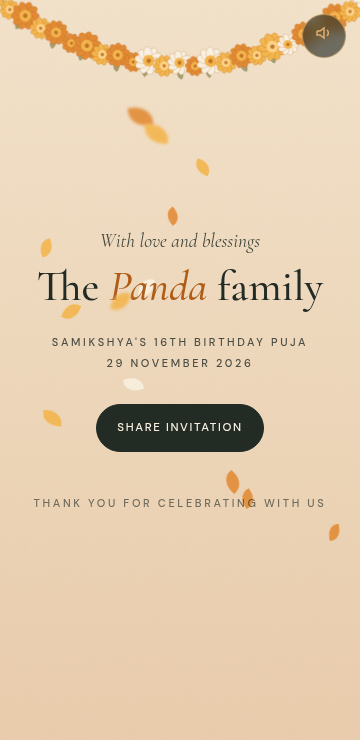 With love and blessings
The Panda family
SAMIKSHYA'S 16TH BIRTHDAY PUJA
29 NOVEMBER 2026
SHARE INVITATION
THANK YOU FOR CELEBRATING WITH US